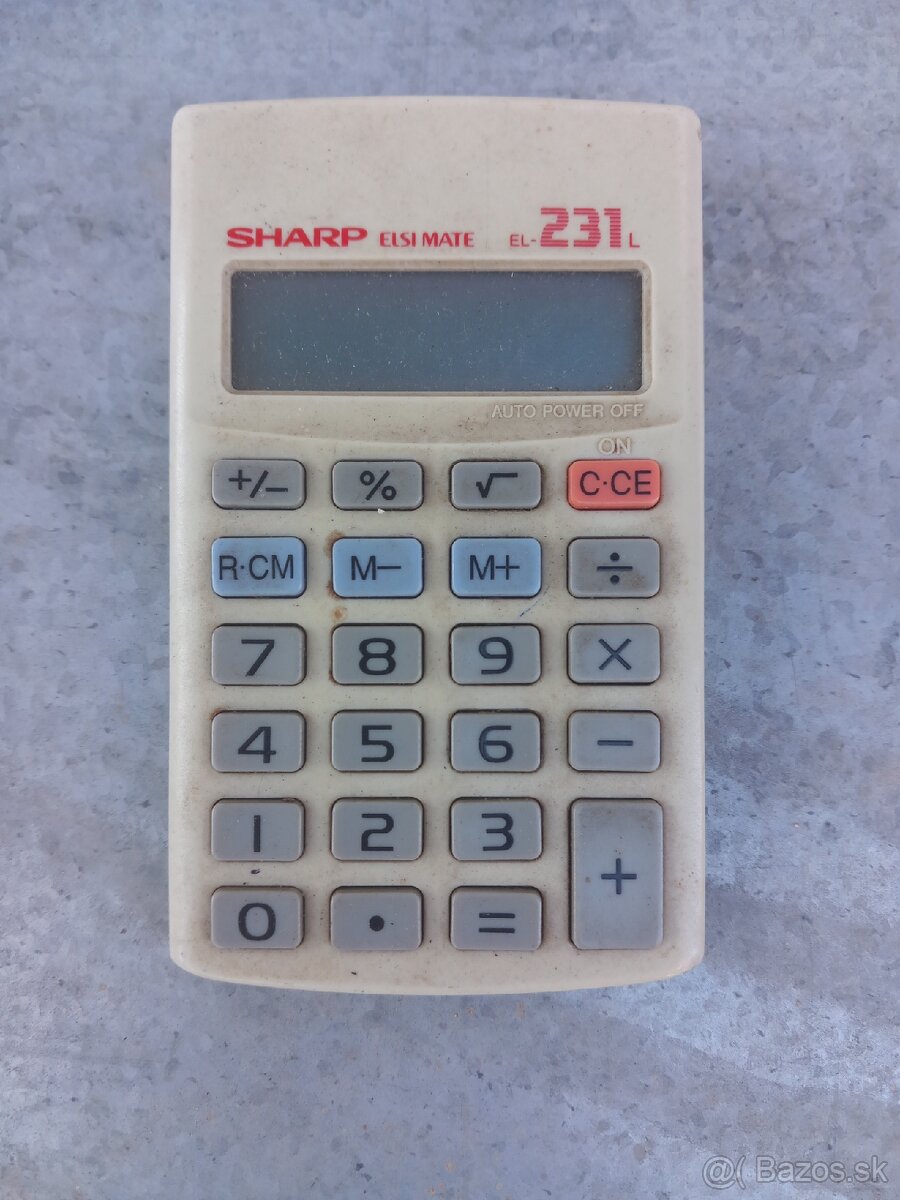 SHARP ELSI MATE EL-231L
AUTO POWER OFF
ON
+/− % √ C·CE
R·CM M− M+ ÷
7 8 9 ×
4 5 6 −
1 2 3
+
0 · =
@( Bazos.sk